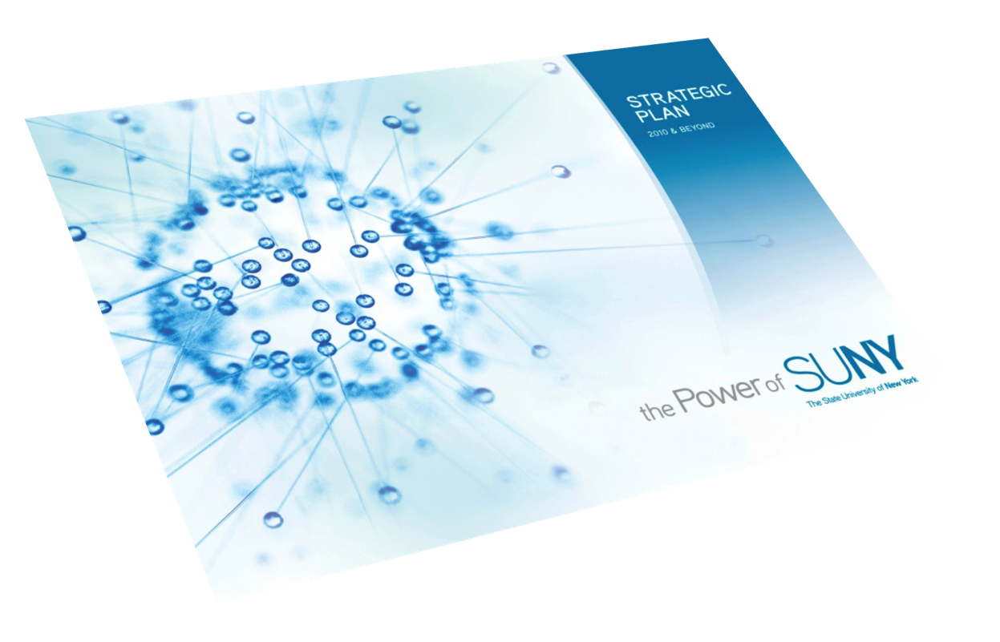 STRATEGIC
PLAN
2010 & BEYOND
the Power of SUNY
The State University of New York